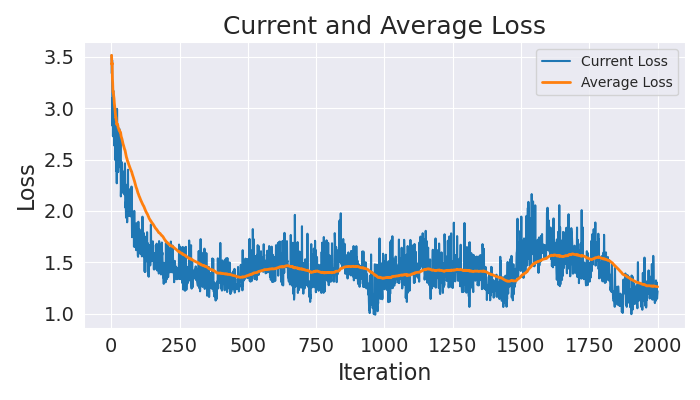 Current and Average Loss
3.5
3.0
2.5
2.0
1.5
1.0
Loss
Current Loss
Average Loss
0 250 500 750 1000 1250 1500 1750 2000
Iteration